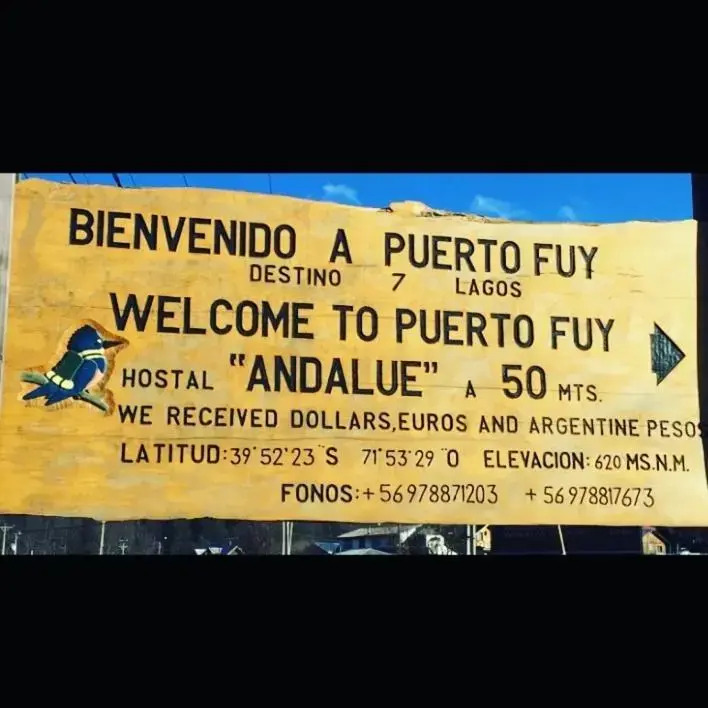 BIENVENIDO A PUERTO FUY
DESTINO 7 LAGOS
WELCOME TO PUERTO FUY
HOSTAL "ANDALUE" A 50 MTS.
WE RECEIVED DOLLARS,EUROS AND ARGENTINE PESOS
LATITUD:39°52'23"S 71°53'29"O ELEVACION: 620 MS.N.M.
FONOS:+56978871203 +56978817673